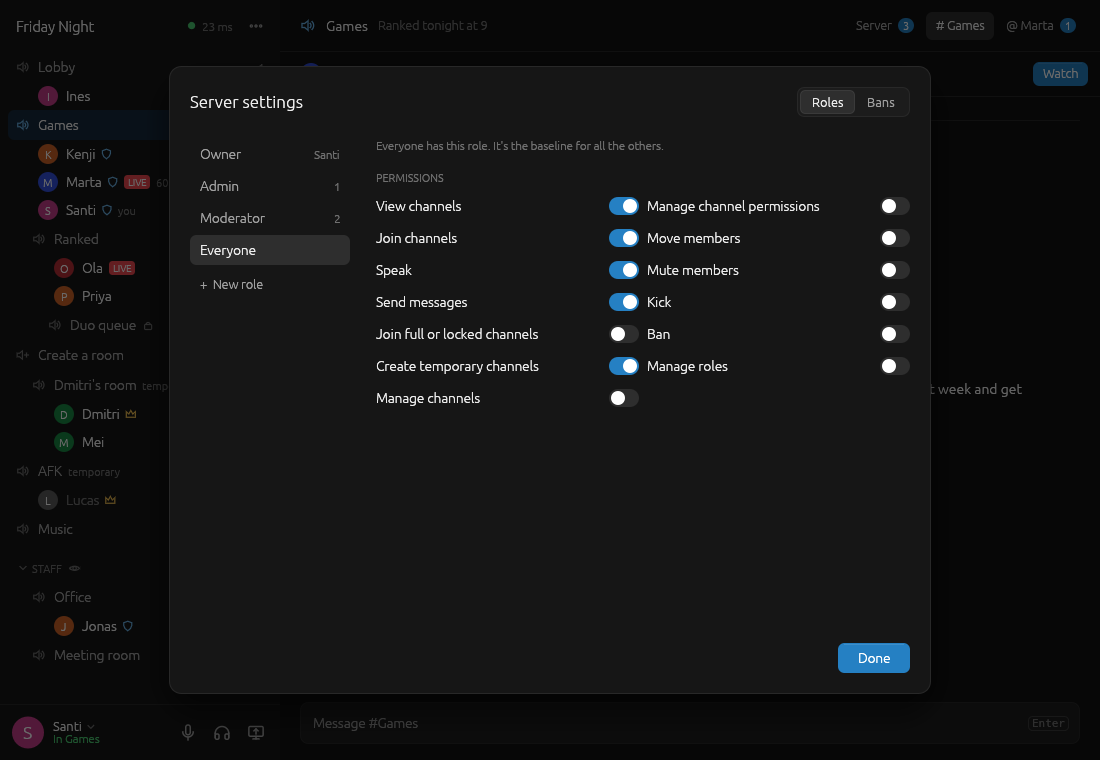 Friday Night
23 ms
Games
Ranked tonight at 9
Server 3
# Games
@ Marta 1
Lobby
I Ines
Games
K Kenji
M Marta LIVE 60
S Santi you
Ranked
O Ola LIVE
P Priya
Duo queue
Create a room
Dmitri's room temp
D Dmitri
M Mei
AFK temporary
L Lucas
Music
STAFF
Office
J Jonas
Meeting room
S Santi
In Games
Watch
t week and get
Message #Games
Enter
Server settings
Roles
Bans
Owner Santi
Admin 1
Moderator 2
Everyone
+ New role
Everyone has this role. It's the baseline for all the others.
PERMISSIONS
View channels
Join channels
Speak
Send messages
Join full or locked channels
Create temporary channels
Manage channels
Manage channel permissions
Move members
Mute members
Kick
Ban
Manage roles
Done